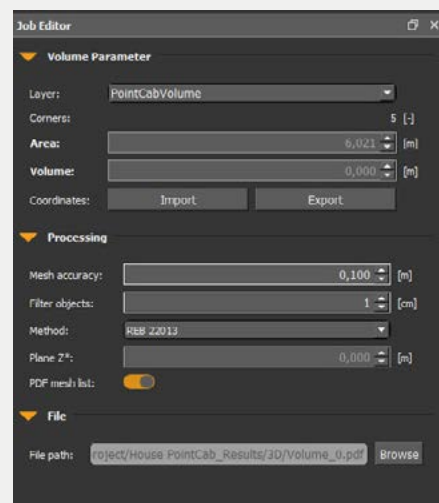 Job Editor
Volume Parameter
Layer: PointCabVolume
Corners: 5 [-]
Area: 6,021 [m]
Volume: 0,000 [m]
Coordinates: Import Export
Processing
Mesh accuracy: 0,100 [m]
Filter objects: 1 [cm]
Method: REB 22013
Plane Z*: 0,000 [m]
PDF mesh list:
File
File path: roject/House PointCab_Results/3D/Volume_0.pdf Browse